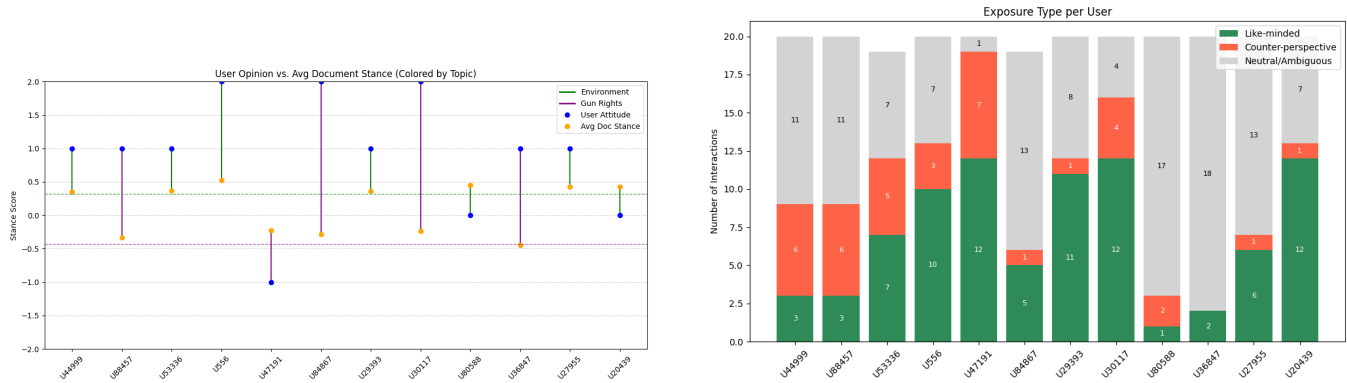 User Opinion vs. Avg Document Stance (Colored by Topic)
Stance Score
2.0
1.5
1.0
0.5
0.0
−0.5
−1.0
−1.5
−2.0
Environment
Gun Rights
User Attitude
Avg Doc Stance
U44999
U88457
U53336
U556
U47191
U84867
U29393
U30117
U80588
U36847
U27955
U20439
Exposure Type per User
Number of Interactions
20.0
17.5
15.0
12.5
10.0
7.5
5.0
2.5
0.0
Like-minded
Counter-perspective
Neutral/Ambiguous
1
11 11 7 7 7 13 8 4 17 18 13 7
6 6 5 3 1 1 4 2 1 1
3 3 7 10 12 5 11 12 1 2 6 12
U44999
U88457
U53336
U556
U47191
U84867
U29393
U30117
U80588
U36847
U27955
U20439